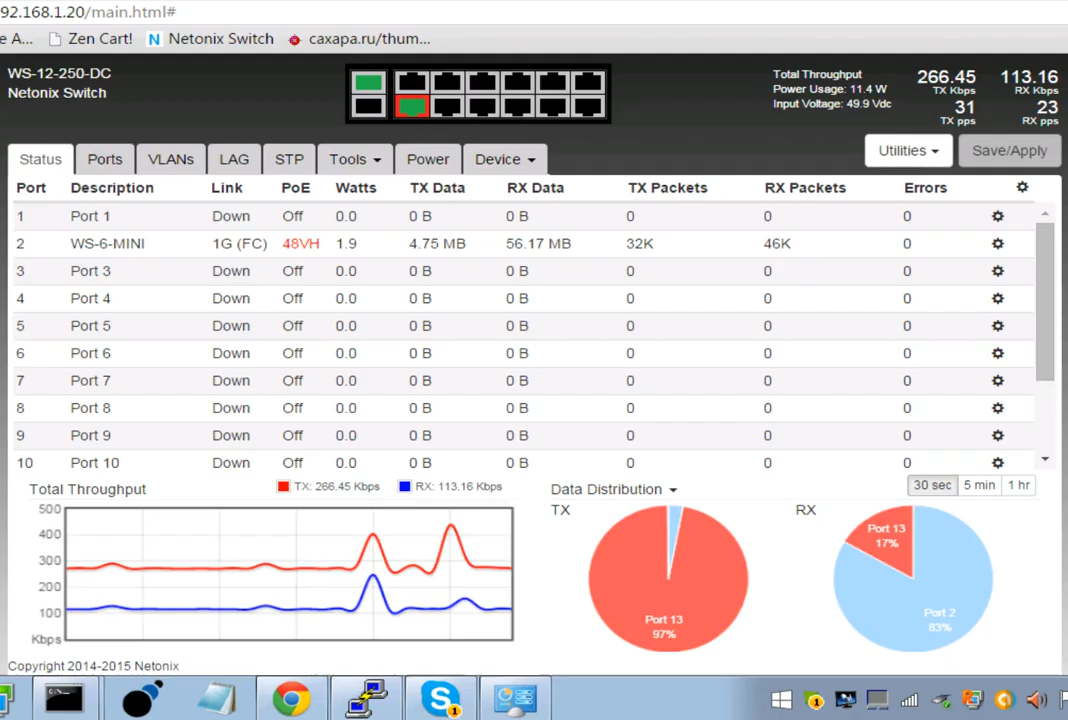 92.168.1.20/main.html#
e A... Zen Cart! N Netonix Switch caxapa.ru/thum...
WS-12-250-DC
Netonix Switch
Total Throughput
Power Usage: 11.4 W
Input Voltage: 49.9 Vdc
266.45 113.16
TX Kbps RX Kbps
31 23
TX pps RX pps
Status Ports VLANs LAG STP Tools Power Device Utilities Save/Apply
Port Description Link PoE Watts TX Data RX Data TX Packets RX Packets Errors
1 Port 1 Down Off 0.0 0 B 0 B 0 0 0
2 WS-6-MINI 1G (FC) 48VH 1.9 4.75 MB 56.17 MB 32K 46K 0
3 Port 3 Down Off 0.0 0 B 0 B 0 0 0
4 Port 4 Down Off 0.0 0 B 0 B 0 0 0
5 Port 5 Down Off 0.0 0 B 0 B 0 0 0
6 Port 6 Down Off 0.0 0 B 0 B 0 0 0
7 Port 7 Down Off 0.0 0 B 0 B 0 0 0
8 Port 8 Down Off 0.0 0 B 0 B 0 0 0
9 Port 9 Down Off 0.0 0 B 0 B 0 0 0
10 Port 10 Down Off 0.0 0 B 0 B 0 0 0
Total Throughput TX: 266.45 Kbps RX: 113.16 Kbps
500
400
300
200
100
Kbps
Data Distribution 30 sec 5 min 1 hr
TX
Port 13
97%
RX
Port 13
17%
Port 2
83%
Copyright 2014-2015 Netonix
C:\
S 1
1